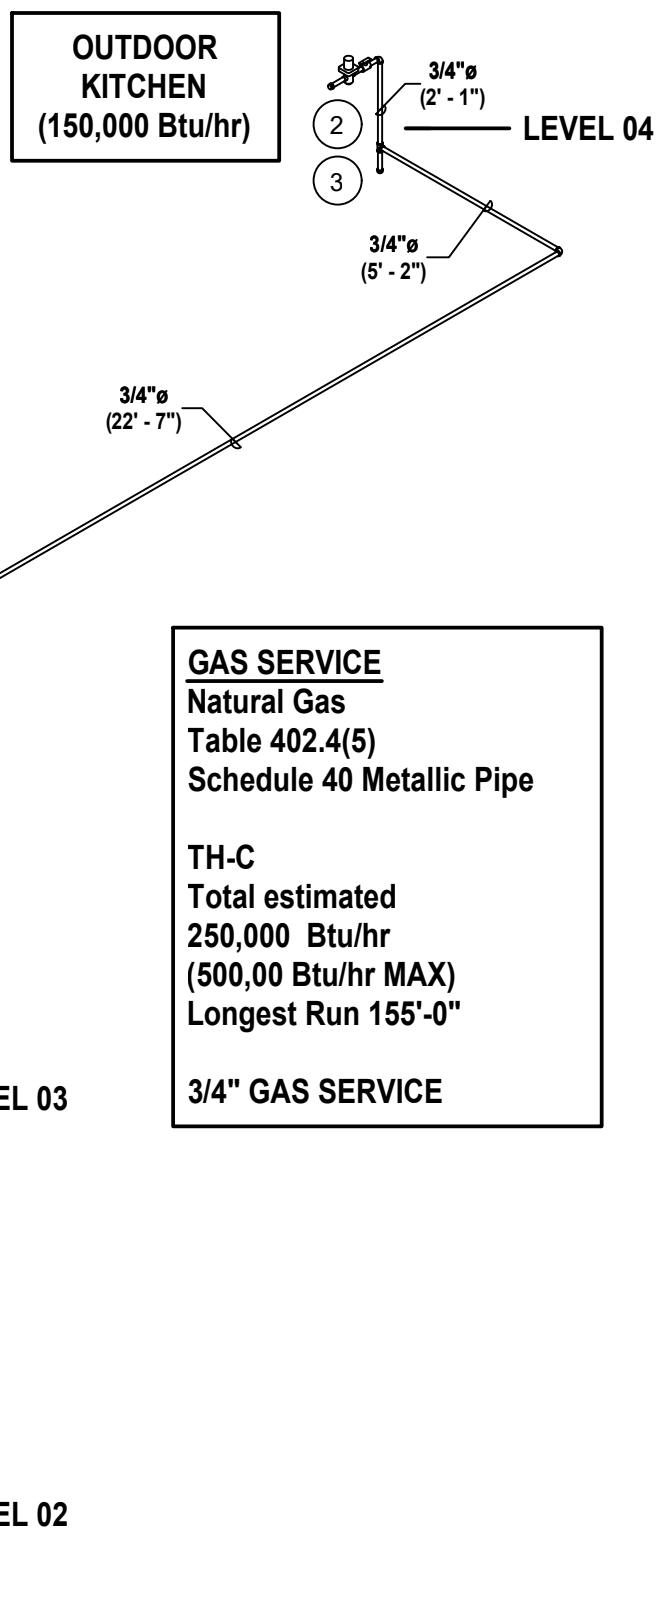 OUTDOOR
KITCHEN
(150,000 Btu/hr)
3/4"ø
(2' - 1")
2
LEVEL 04
3
3/4"ø
(5' - 2")
3/4"ø
(22' - 7")
GAS SERVICE
Natural Gas
Table 402.4(5)
Schedule 40 Metallic Pipe
TH-C
Total estimated
250,000 Btu/hr
(500,00 Btu/hr MAX)
Longest Run 155'-0"
3/4" GAS SERVICE
EL 03
EL 02